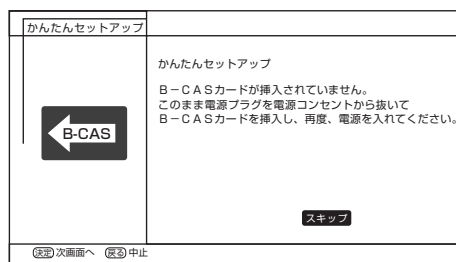 かんたんセットアップ
かんたんセットアップ
B－CASカードが挿入されていません。
このまま電源プラグを電源コンセントから抜いて
B－CASカードを挿入し、再度、電源を入れてください。
B-CAS
スキップ
決定 次画面へ 戻る 中止